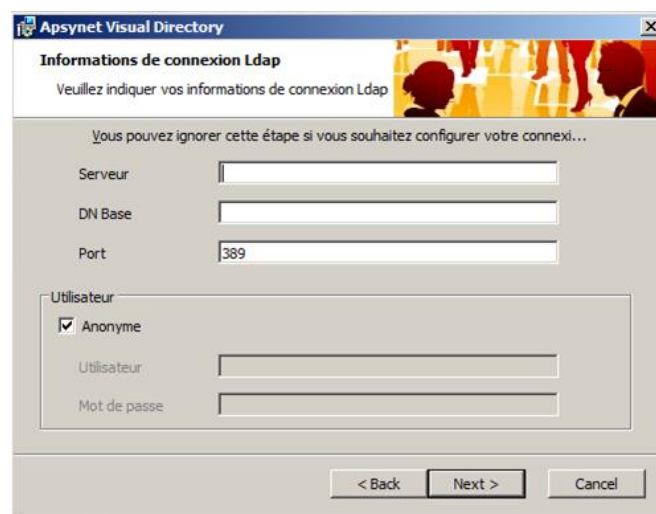 Apsynet Visual Directory
Informations de connexion Ldap
Veuillez indiquer vos informations de connexion Ldap
Vous pouvez ignorer cette étape si vous souhaitez configurer votre connexi...
Serveur
DN Base
Port 389
Utilisateur
Anonyme
Utilisateur
Mot de passe
< Back Next > Cancel